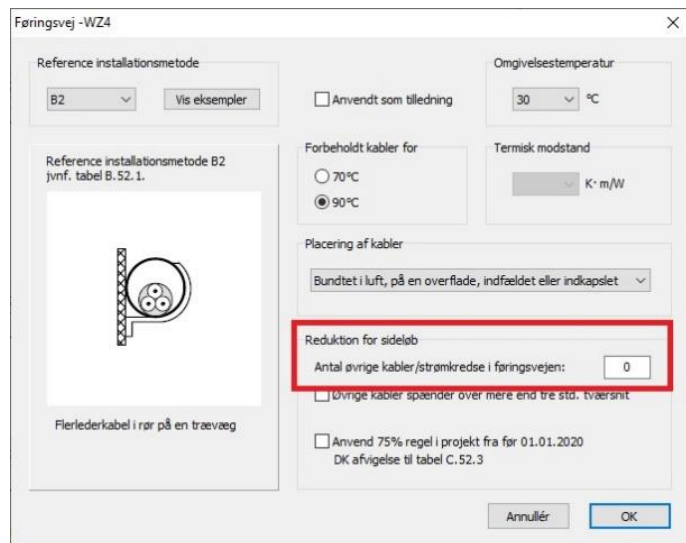 Føringsvej -WZ4
Reference installationsmetode
B2
Vis eksempler
Anvendt som tilledning
Omgivelsestemperatur
30
°C
Reference installationsmetode B2
jvnf. tabel B.52.1.
Flerlederkabel i rør på en trævæg
Forbeholdt kabler for
70°C
90°C
Termisk modstand
K·m/W
Placering af kabler
Bundtet i luft, på en overflade, indfældet eller indkapslet
Reduktion for sideløb
Antal øvrige kabler/strømkredse i føringsvejen:
0
Øvrige kabler spænder over mere end tre std. tværsnit
Anvend 75% regel i projekt fra før 01.01.2020
DK afvigelse til tabel C.52.3
Annullér
OK